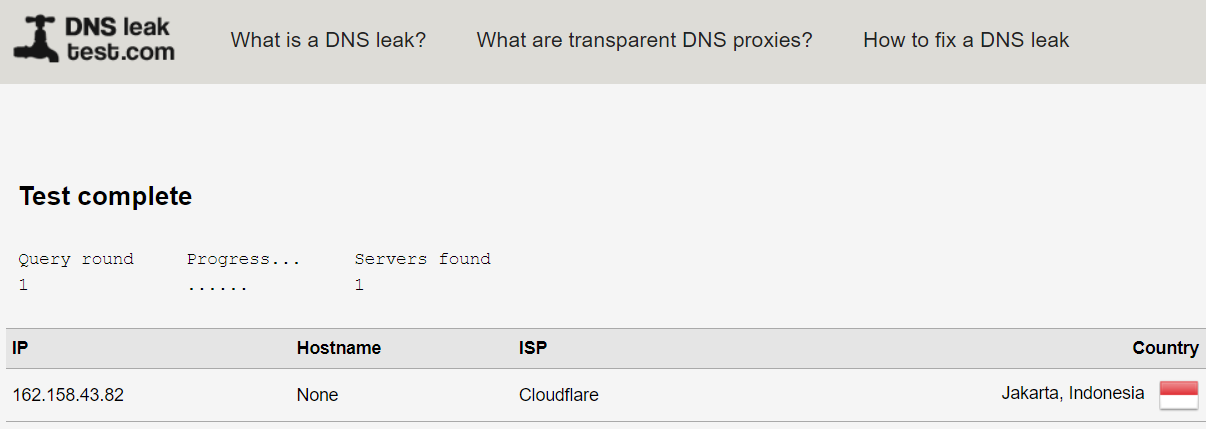 DNS leak
test.com
What is a DNS leak? What are transparent DNS proxies? How to fix a DNS leak
Test complete
Query round Progress... Servers found
1 ...... 1
IP Hostname ISP Country
162.158.43.82 None Cloudflare Jakarta, Indonesia